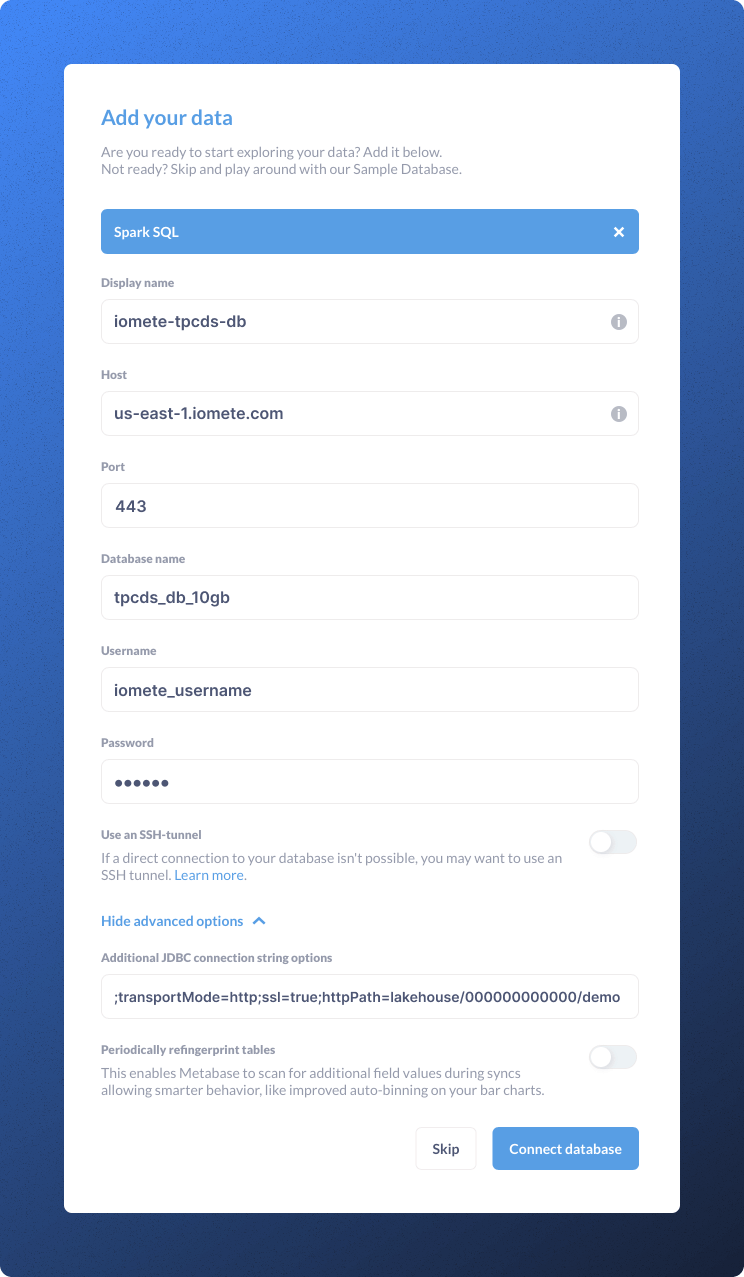 Add your data
Are you ready to start exploring your data? Add it below.
Not ready? Skip and play around with our Sample Database.
Spark SQL
Display name
iomete-tpcds-db
Host
us-east-1.iomete.com
Port
443
Database name
tpcds_db_10gb
Username
iomete_username
Password
••••••
Use an SSH-tunnel
If a direct connection to your database isn't possible, you may want to use an
SSH tunnel. Learn more.
Hide advanced options
Additional JDBC connection string options
;transportMode=http;ssl=true;httpPath=lakehouse/000000000000/demo
Periodically refingerprint tables
This enables Metabase to scan for additional field values during syncs
allowing smarter behavior, like improved auto-binning on your bar charts.
Skip
Connect database